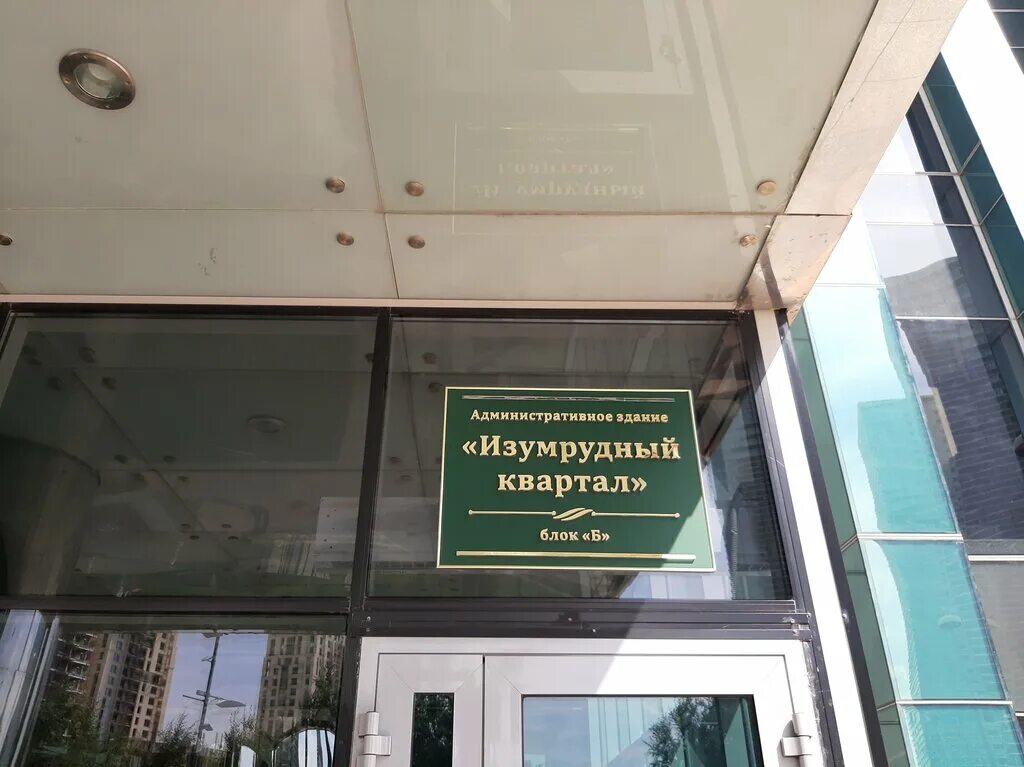 Административное здание
«Изумрудный
квартал»
блок «Б»